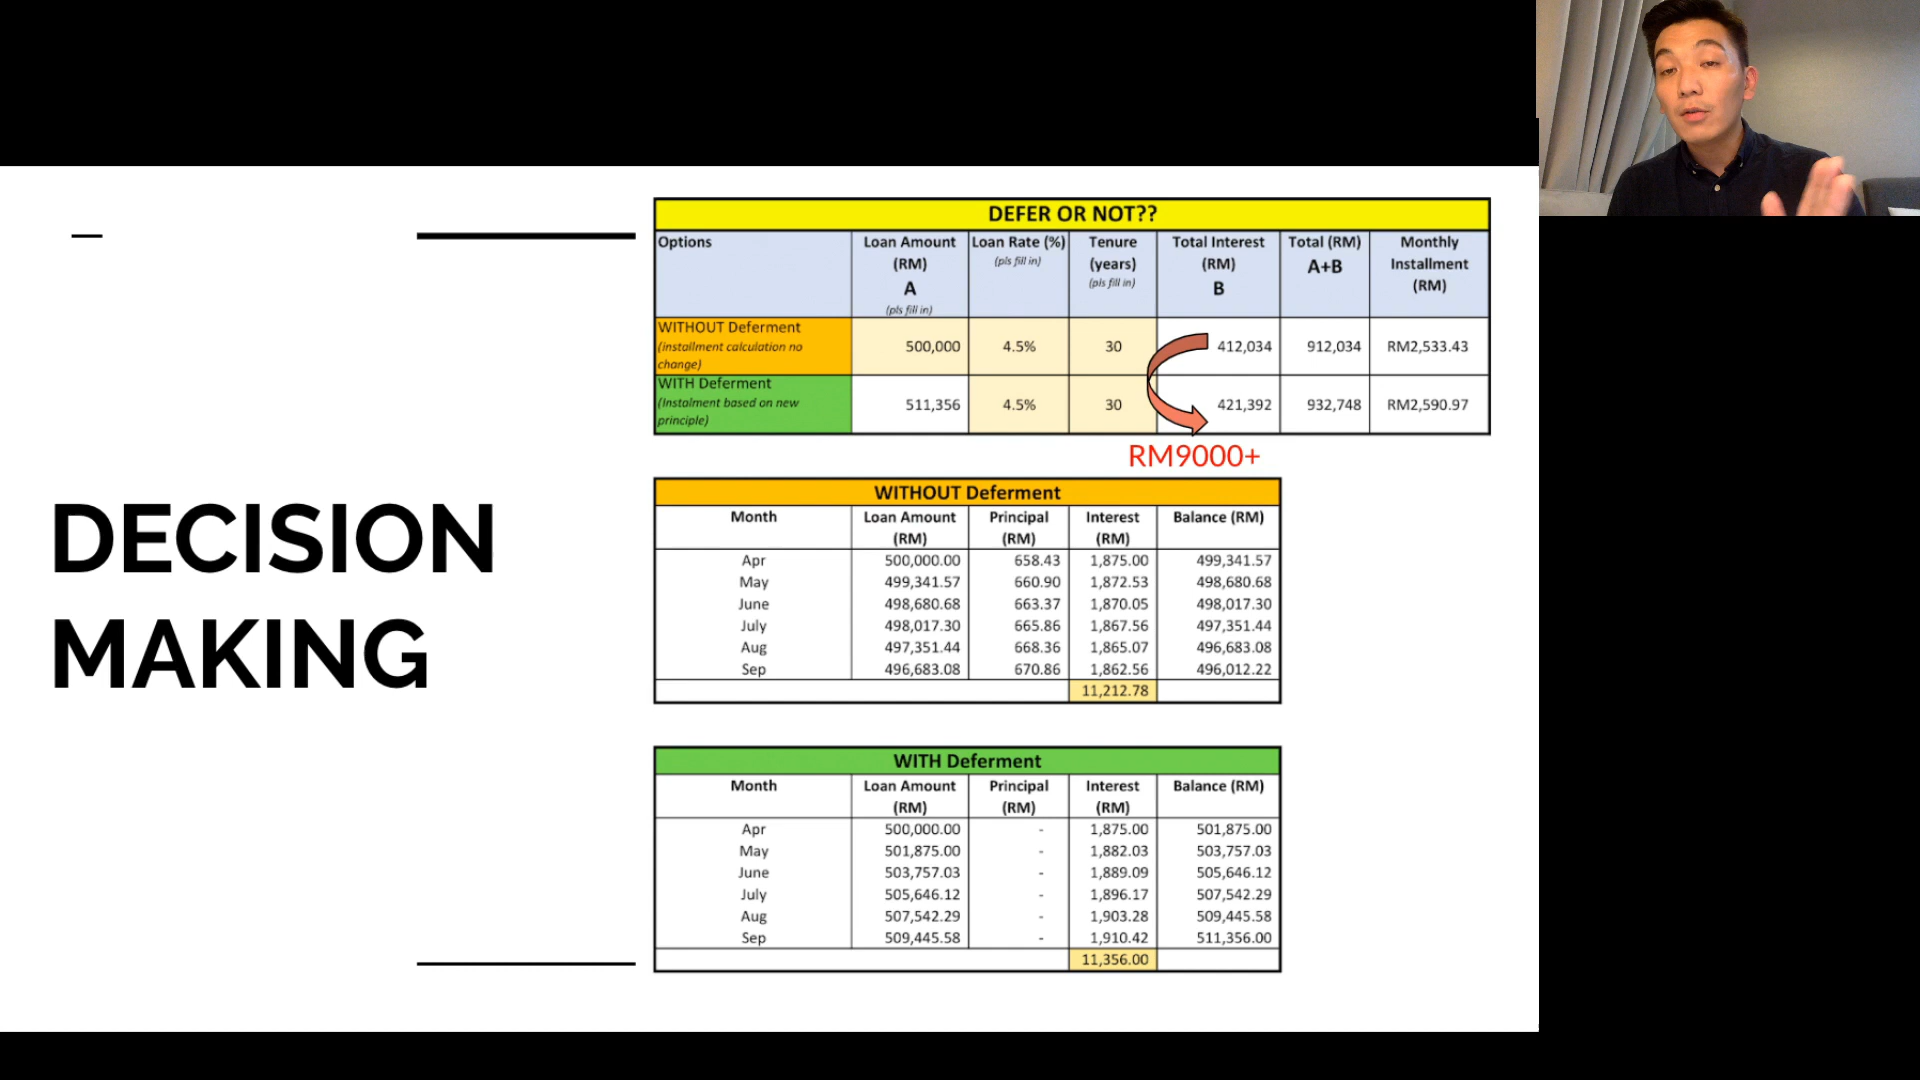 DECISION
MAKING
DEFER OR NOT??
Options Loan Amount (RM) A (pls fill in) Loan Rate (%) (pls fill in) Tenure (years) (pls fill in) Total Interest (RM) B Total (RM) A+B Monthly Installment (RM)
WITHOUT Deferment (installment calculation no change) 500,000 4.5% 30 412,034 912,034 RM2,533.43
WITH Deferment (Instalment based on new principle) 511,356 4.5% 30 421,392 932,748 RM2,590.97
RM9000+
WITHOUT Deferment
Month Loan Amount (RM) Principal (RM) Interest (RM) Balance (RM)
Apr 500,000.00 658.43 1,875.00 499,341.57
May 499,341.57 660.90 1,872.53 498,680.68
June 498,680.68 663.37 1,870.05 498,017.30
July 498,017.30 665.86 1,867.56 497,351.44
Aug 497,351.44 668.36 1,865.07 496,683.08
Sep 496,683.08 670.86 1,862.56 496,012.22
11,212.78
WITH Deferment
Month Loan Amount (RM) Principal (RM) Interest (RM) Balance (RM)
Apr 500,000.00 - 1,875.00 501,875.00
May 501,875.00 - 1,882.03 503,757.03
June 503,757.03 - 1,889.09 505,646.12
July 505,646.12 - 1,896.17 507,542.29
Aug 507,542.29 - 1,903.28 509,445.58
Sep 509,445.58 - 1,910.42 511,356.00
11,356.00